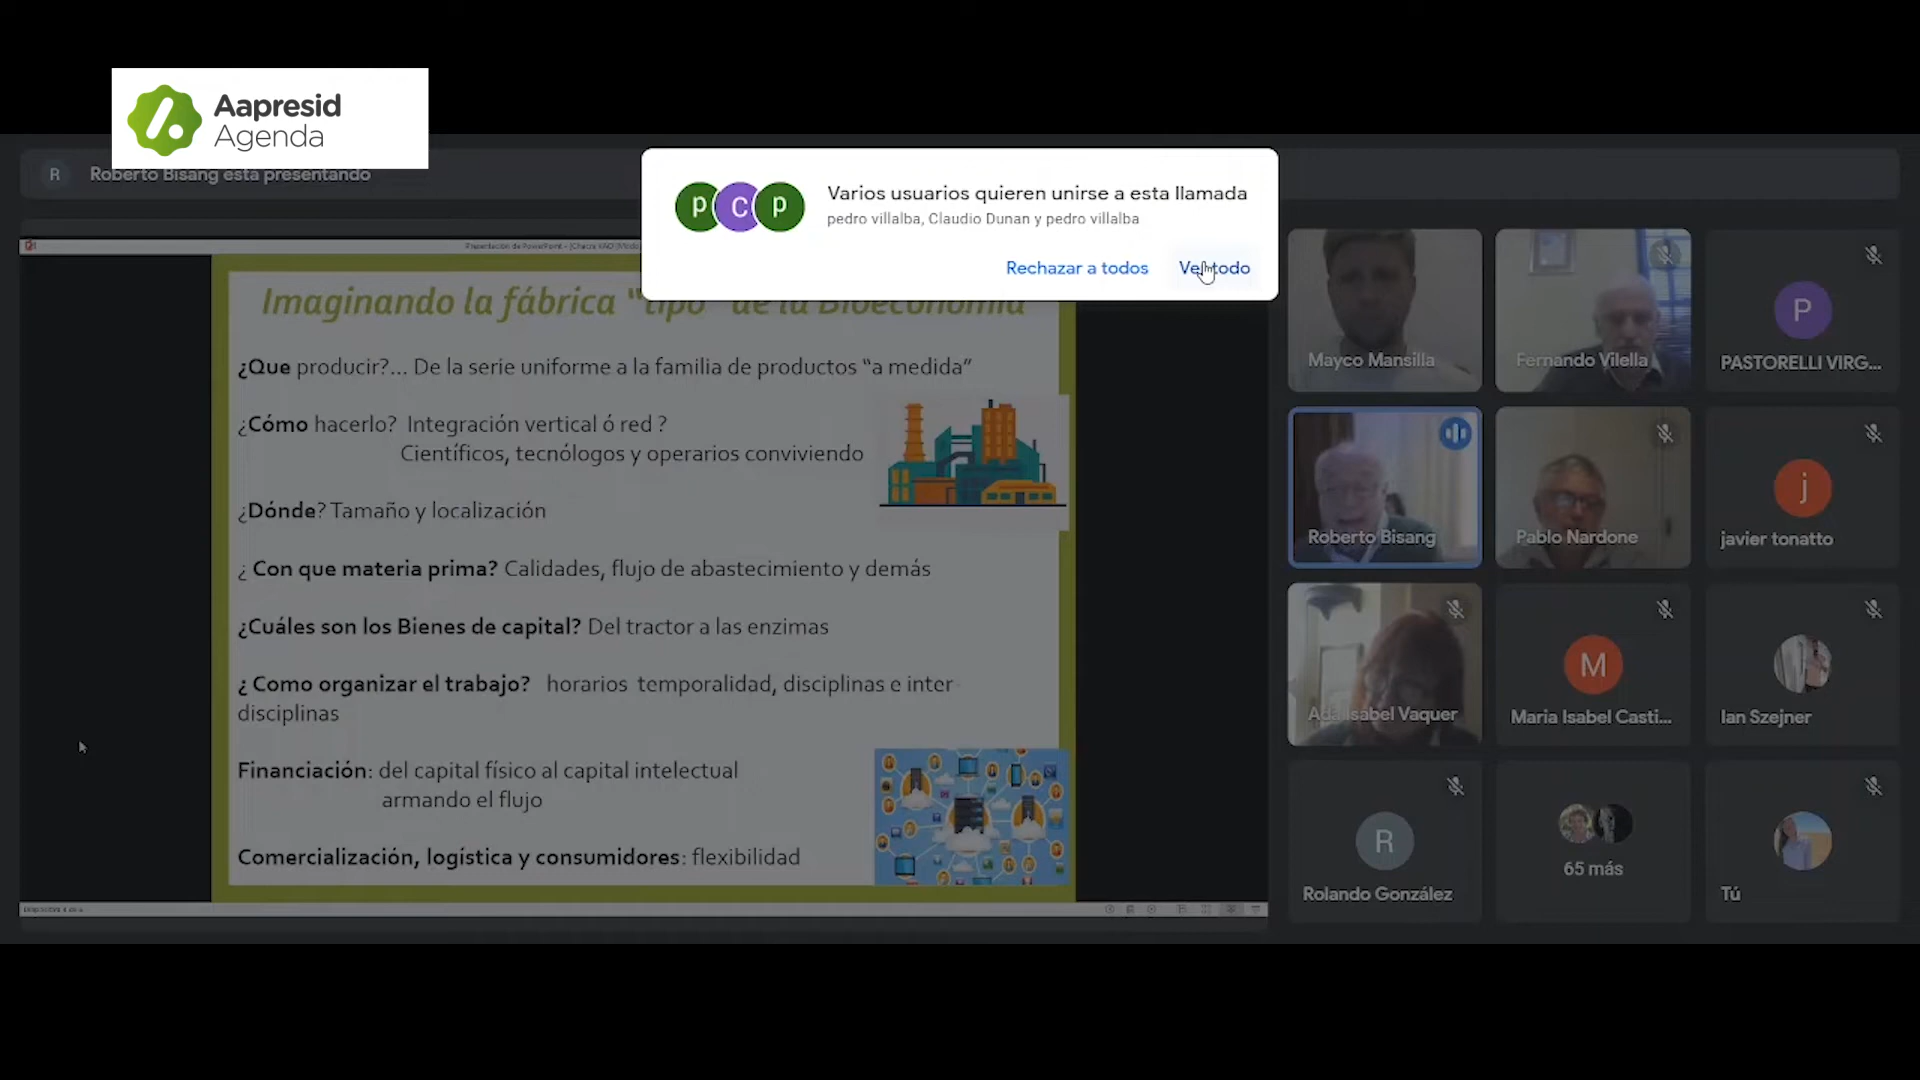 Aapresid
Agenda
R
Roberto Bisang está presentando
P C P
Varios usuarios quieren unirse a esta llamada
pedro villalba, Claudio Dunan y pedro villalba
Rechazar a todos
Ver todo
Imaginando la fábrica “tipo” de la Bioeconomía
¿Que producir?... De la serie uniforme a la familia de productos “a medida”
¿Cómo hacerlo? Integración vertical ó red ?
Científicos, tecnólogos y operarios conviviendo
¿Dónde? Tamaño y localización
¿ Con que materia prima? Calidades, flujo de abastecimiento y demás
¿Cuáles son los Bienes de capital? Del tractor a las enzimas
¿ Como organizar el trabajo? horarios temporalidad, disciplinas e inter-
disciplinas
Financiación: del capital físico al capital intelectual
armando el flujo
Comercialización, logística y consumidores: flexibilidad
Mayco Mansilla
Fernando Vilella
P
PASTORELLI VIRG...
Roberto Bisang
Pablo Nardone
j
javier tonatto
Ada Isabel Vaquer
M
Maria Isabel Casti...
Ian Szejner
R
Rolando González
65 más
Tú